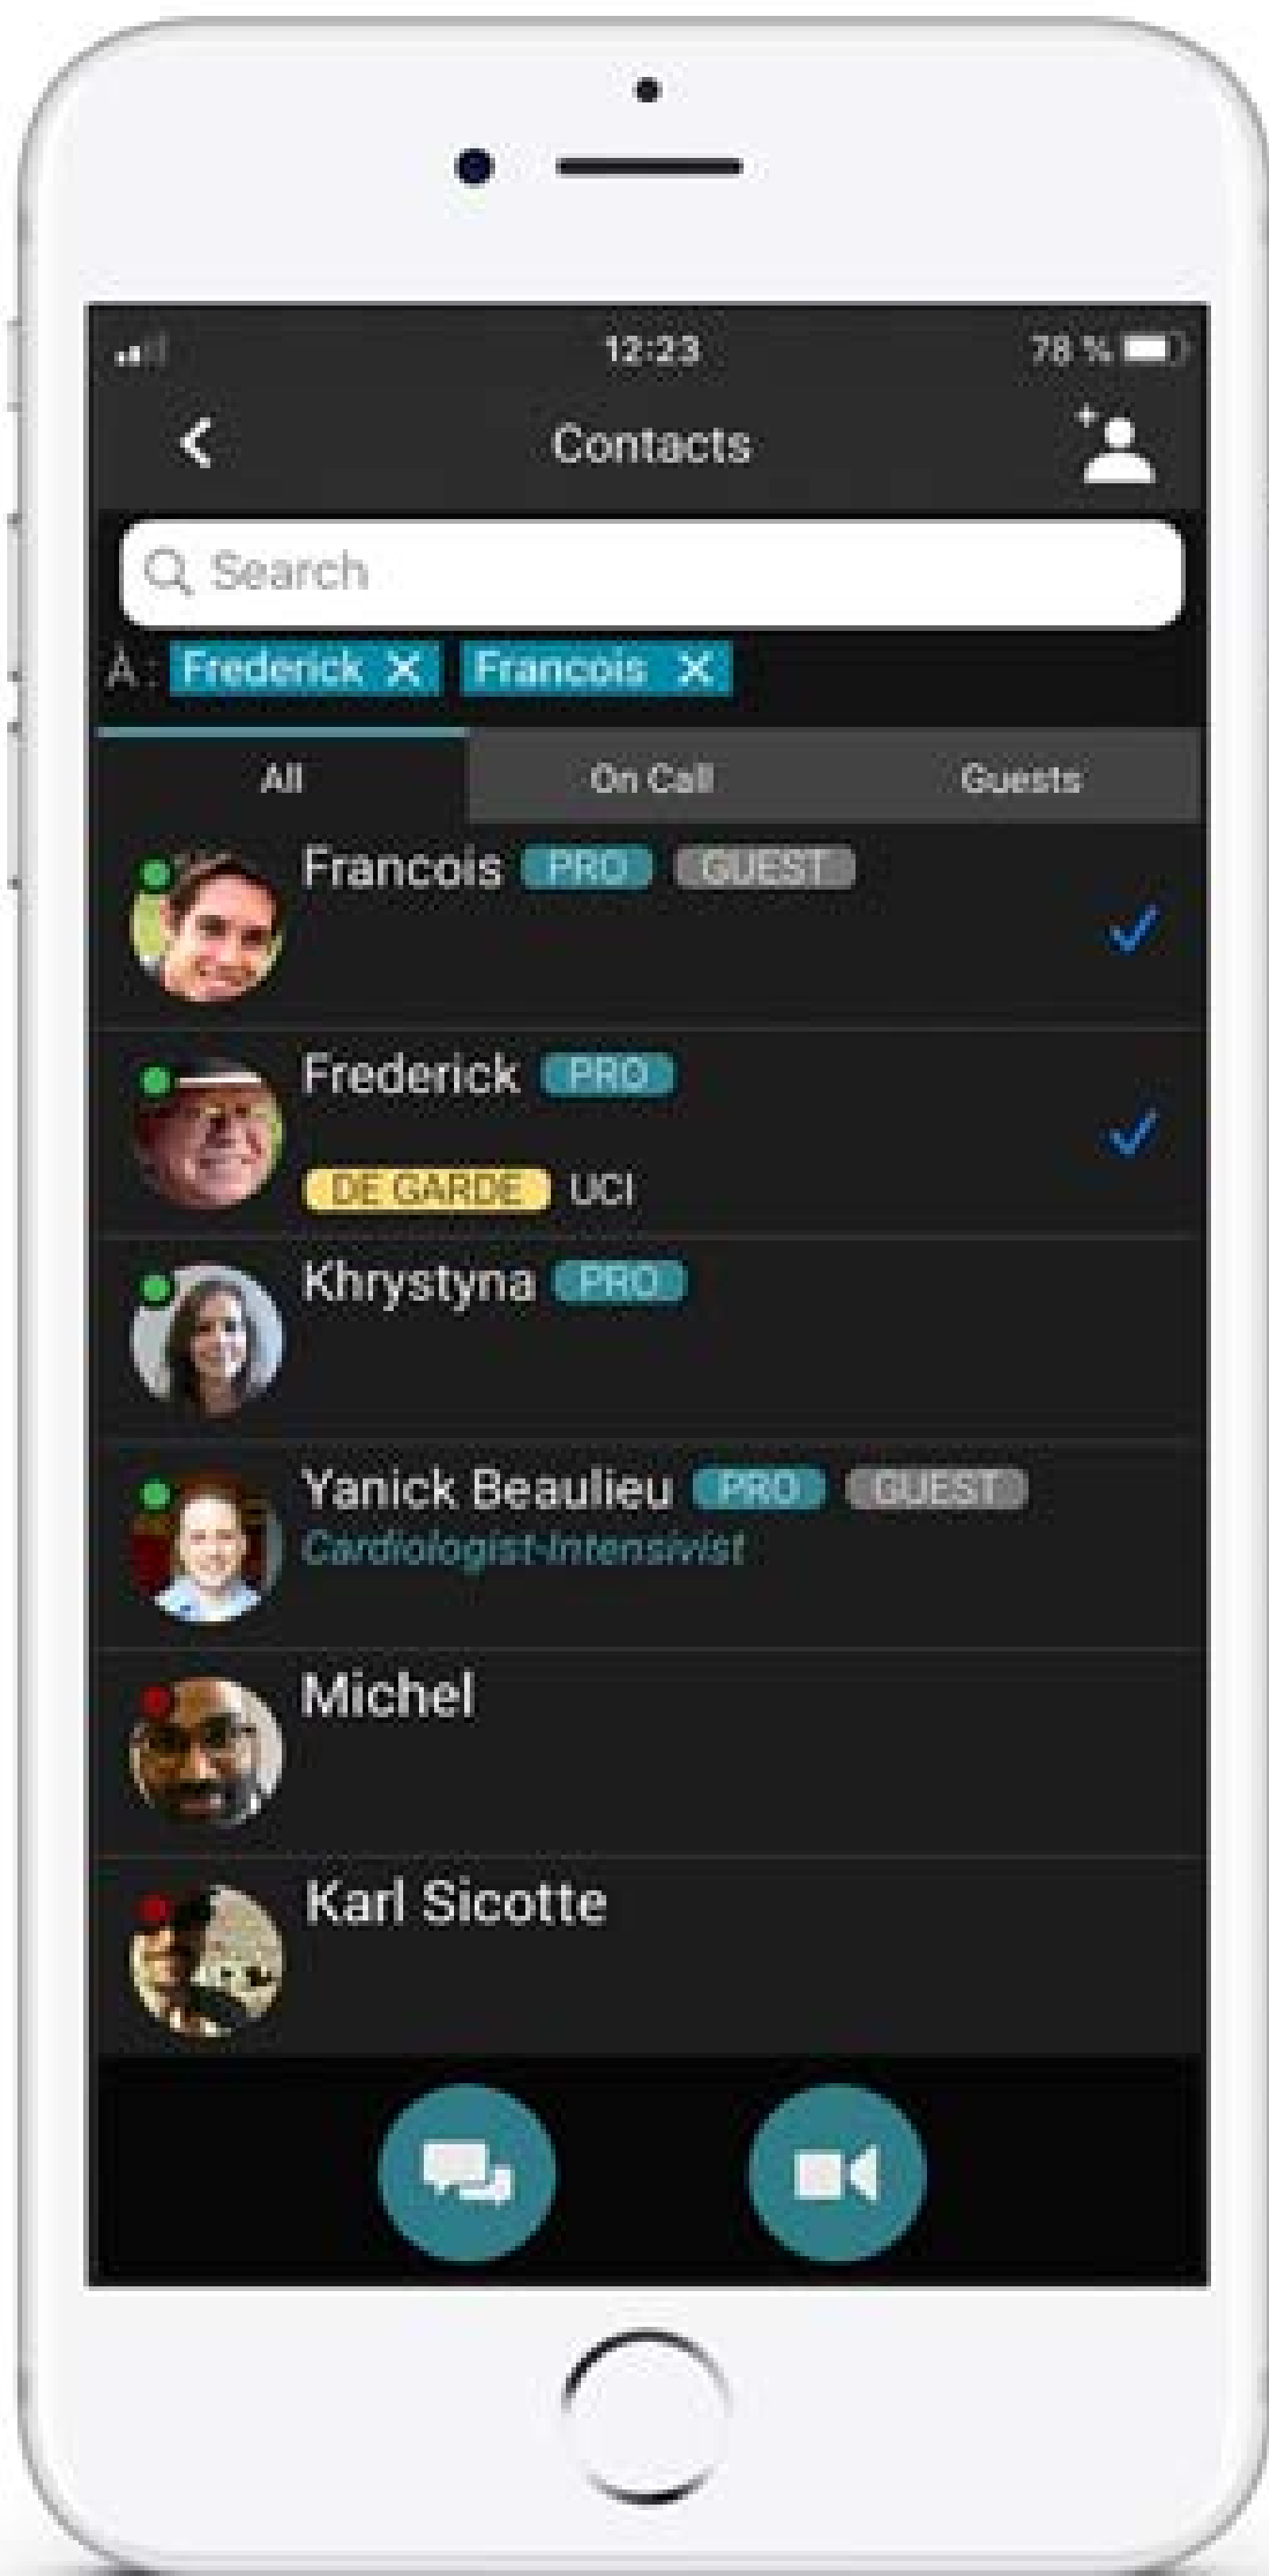 12:23 78 %
Contacts
Search
À : Frederick X Francois X
All On Call Guests
Francois PRO GUEST
Frederick PRO
DE GARDE UCI
Khrystyna PRO
Yanick Beaulieu PRO GUEST
Cardiologist-Intensivist
Michel
Karl Sicotte